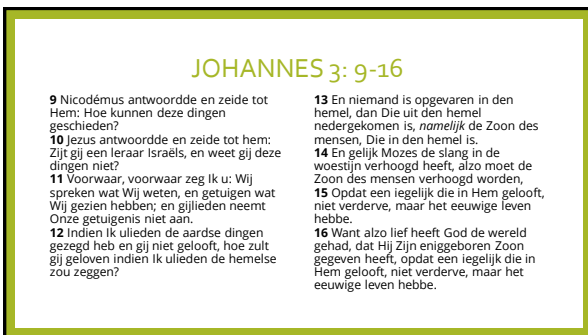 JOHANNES 3: 9-16
9 Nicodémus antwoordde en zeide tot
Hem: Hoe kunnen deze dingen
geschieden?
10 Jezus antwoordde en zeide tot hem:
Zijt gij een leraar Israëls, en weet gij deze
dingen niet?
11 Voorwaar, voorwaar zeg Ik u: Wij
spreken wat Wij weten, en getuigen wat
Wij gezien hebben; en gijlieden neemt
Onze getuigenis niet aan.
12 Indien Ik ulieden de aardse dingen
gezegd heb en gij niet gelooft, hoe zult
gij geloven indien Ik ulieden de hemelse
zou zeggen?
13 En niemand is opgevaren in den
hemel, dan Die uit den hemel
nedergekomen is, namelijk de Zoon des
mensen, Die in den hemel is.
14 En gelijk Mozes de slang in de
woestijn verhoogd heeft, alzo moet de
Zoon des mensen verhoogd worden,
15 Opdat een iegelijk die in Hem gelooft,
niet verderve, maar het eeuwige leven
hebbe.
16 Want alzo lief heeft God de wereld
gehad, dat Hij Zijn eniggeboren Zoon
gegeven heeft, opdat een iegelijk die in
Hem gelooft, niet verderve, maar het
eeuwige leven hebbe.